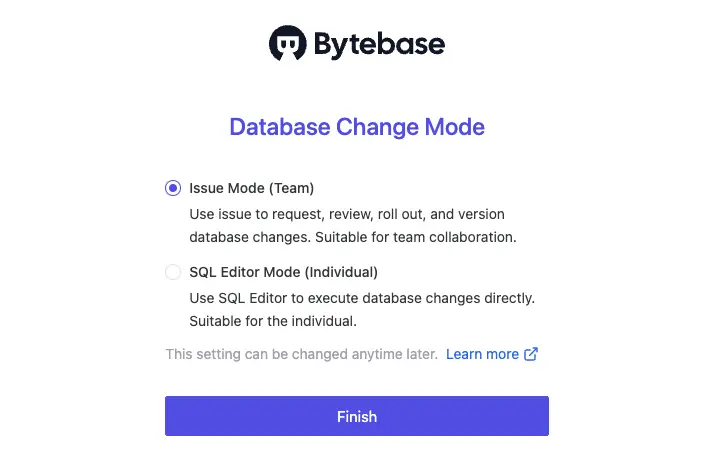 Bytebase
Database Change Mode
Issue Mode (Team)
Use issue to request, review, roll out, and version
database changes. Suitable for team collaboration.
SQL Editor Mode (Individual)
Use SQL Editor to execute database changes directly.
Suitable for the individual.
This setting can be changed anytime later. Learn more
Finish